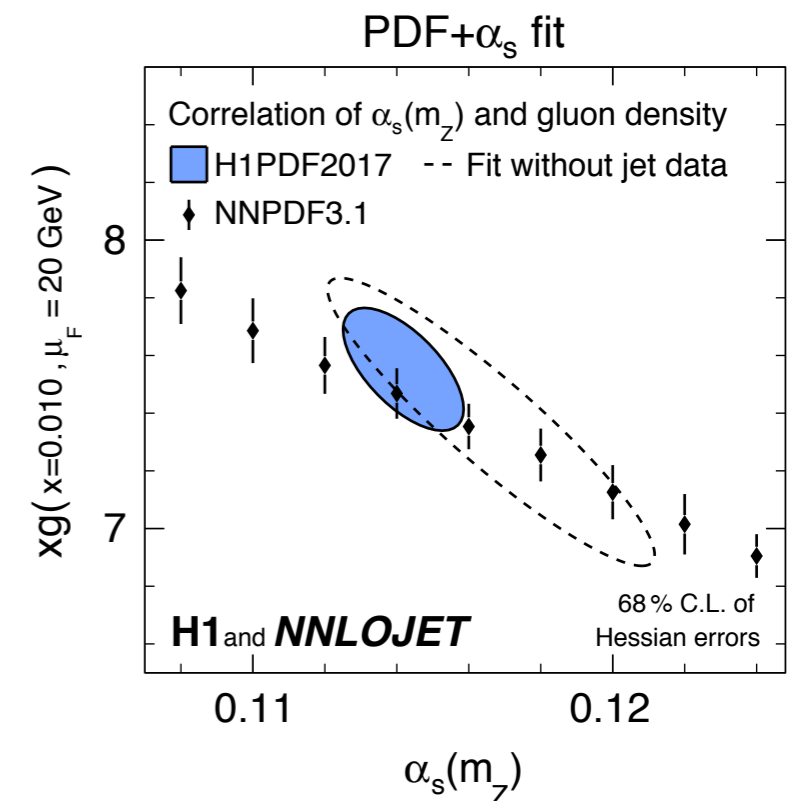 PDF+αs fit
Correlation of αs(mZ) and gluon density
H1PDF2017 -- Fit without jet data
NNPDF3.1
xg( x=0.010 , μF = 20 GeV )
8
7
68 % C.L. of
Hessian errors
H1 and NNLOJET
0.11 0.12
αs(mZ)